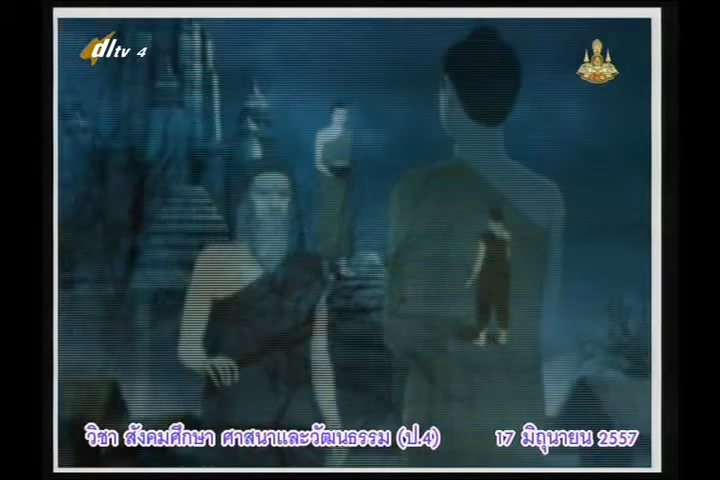 dltv 4
วิชา สังคมศึกษา ศาสนาและวัฒนธรรม (ป.4) 17 มิถุนายน 2557